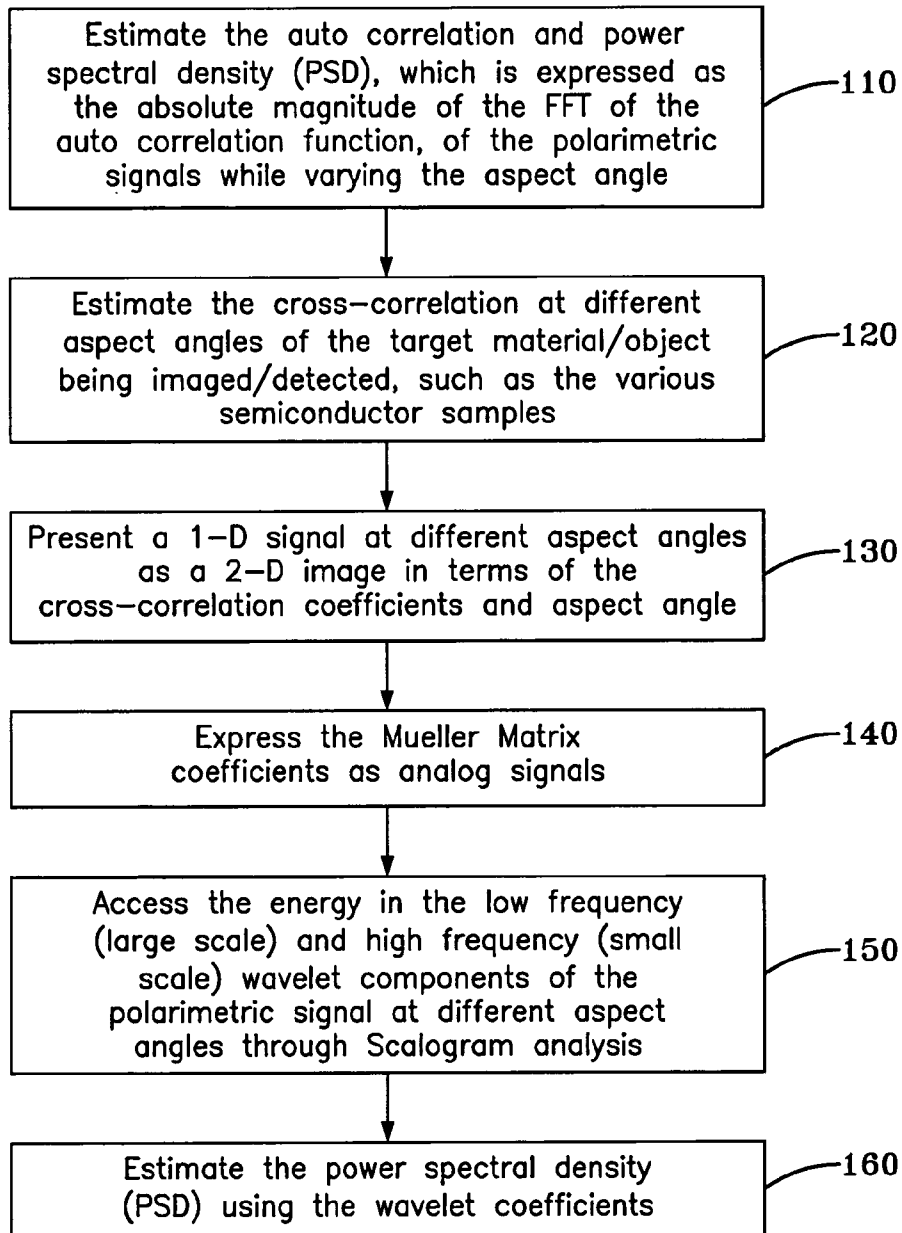 Estimate the auto correlation and power
spectral density (PSD), which is expressed as
the absolute magnitude of the FFT of the
auto correlation function, of the polarimetric
signals while varying the aspect angle
110
Estimate the cross-correlation at different
aspect angles of the target material/object
being imaged/detected, such as the various
semiconductor samples
120
Present a 1-D signal at different aspect angles
as a 2-D image in terms of the
cross-correlation coefficients and aspect angle
130
Express the Mueller Matrix
coefficients as analog signals
140
Access the energy in the low frequency
(large scale) and high frequency (small
scale) wavelet components of the
polarimetric signal at different aspect
angles through Scalogram analysis
150
Estimate the power spectral density
(PSD) using the wavelet coefficients
160